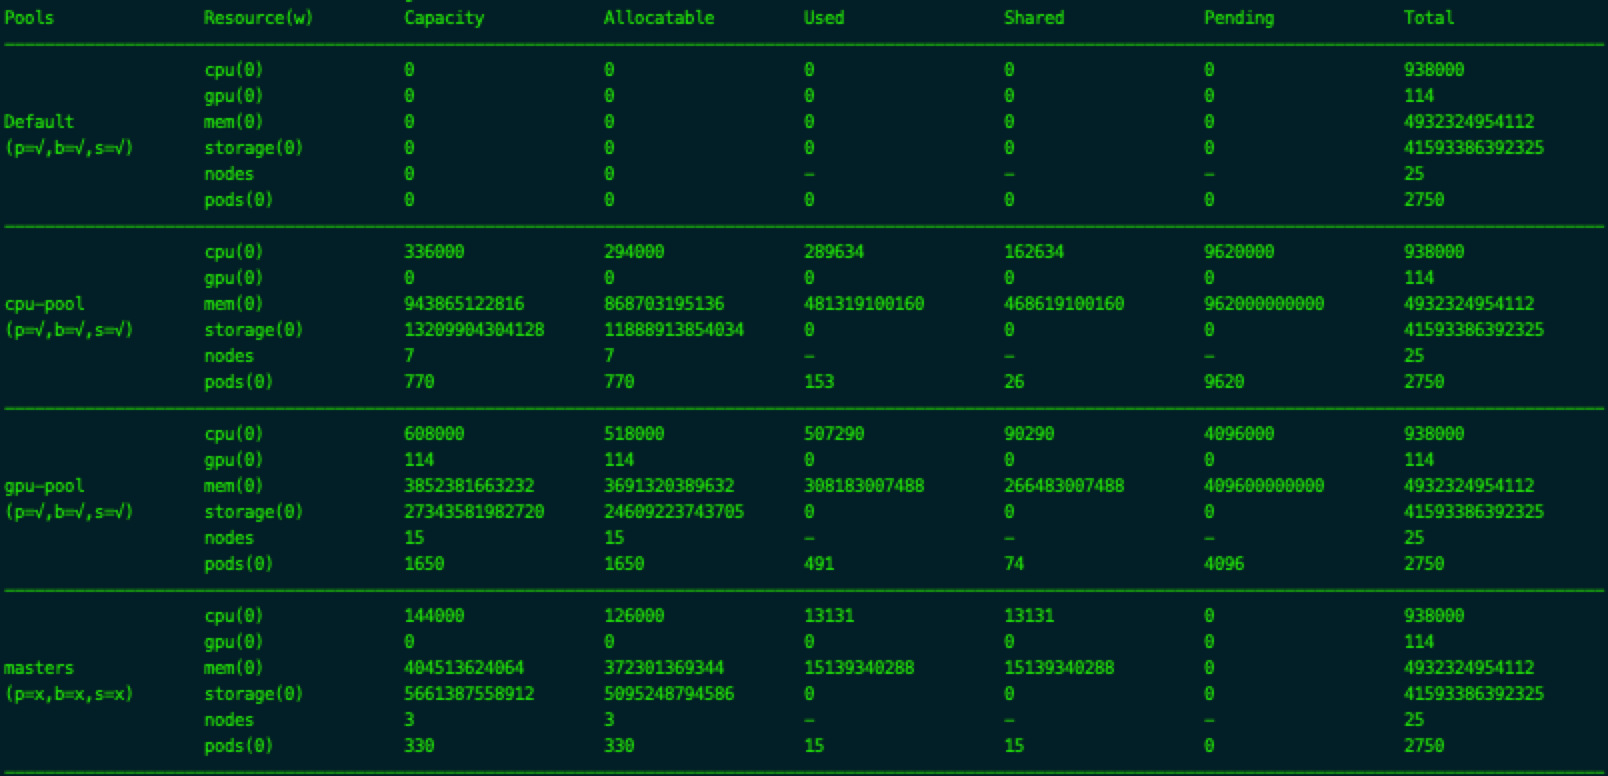 Pools Resource(w) Capacity Allocatable Used Shared Pending Total
cpu(0) 0 0 0 0 0 938000
gpu(0) 0 0 0 0 0 114
Default mem(0) 0 0 0 0 0 4932324954112
(p=√,b=√,s=√) storage(0) 0 0 0 0 0 41593386392325
nodes 0 0 – – – 25
pods(0) 0 0 0 0 0 2750
cpu(0) 336000 294000 289634 162634 9620000 938000
gpu(0) 0 0 0 0 0 114
cpu–pool mem(0) 943865122816 868703195136 481319100160 468619100160 962000000000 4932324954112
(p=√,b=√,s=√) storage(0) 13209904304128 11888913854034 0 0 0 41593386392325
nodes 7 7 – – – 25
pods(0) 770 770 153 26 9620 2750
cpu(0) 608000 518000 507290 90290 4096000 938000
gpu(0) 114 114 0 0 0 114
gpu–pool mem(0) 3852381663232 3691320389632 308183007488 266483007488 409600000000 4932324954112
(p=√,b=√,s=√) storage(0) 27343581982720 24609223743705 0 0 0 41593386392325
nodes 15 15 – – – 25
pods(0) 1650 1650 491 74 4096 2750
cpu(0) 144000 126000 13131 13131 0 938000
gpu(0) 0 0 0 0 0 114
masters mem(0) 404513624064 372301369344 15139340288 15139340288 0 4932324954112
(p=x,b=x,s=x) storage(0) 5661387558912 5095248794586 0 0 0 41593386392325
nodes 3 3 – – – 25
pods(0) 330 330 15 15 0 2750